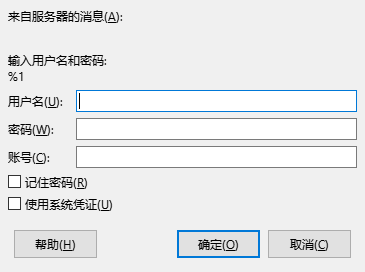 来自服务器的消息(A):
输入用户名和密码:
%1
用户名(U):
密码(W):
账号(C):
记住密码(R)
使用系统凭证(U)
帮助(H)
确定(O)
取消(C)